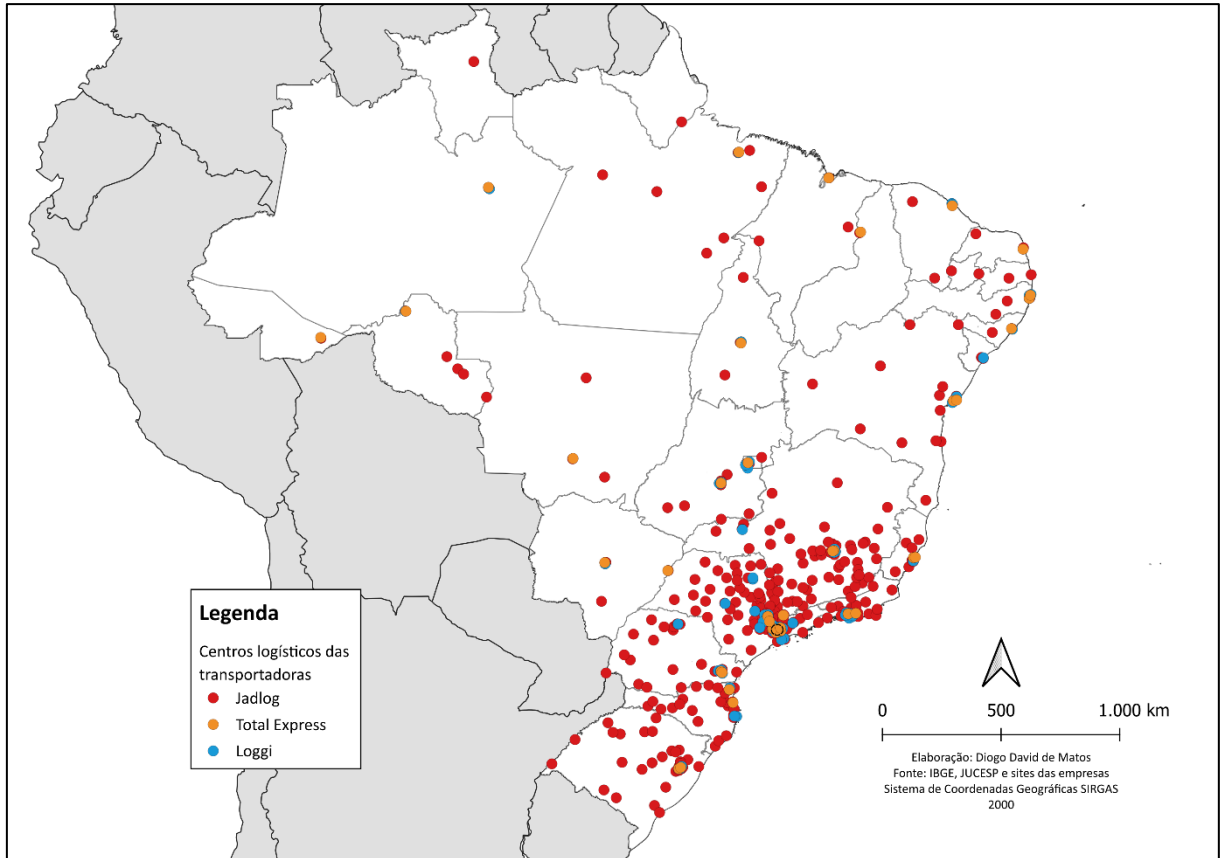 Legenda
Centros logísticos das
transportadoras
Jadlog
Total Express
Loggi
0 500 1.000 km
Elaboração: Diogo David de Matos
Fonte: IBGE, JUCESP e sites das empresas
Sistema de Coordenadas Geográficas SIRGAS
2000